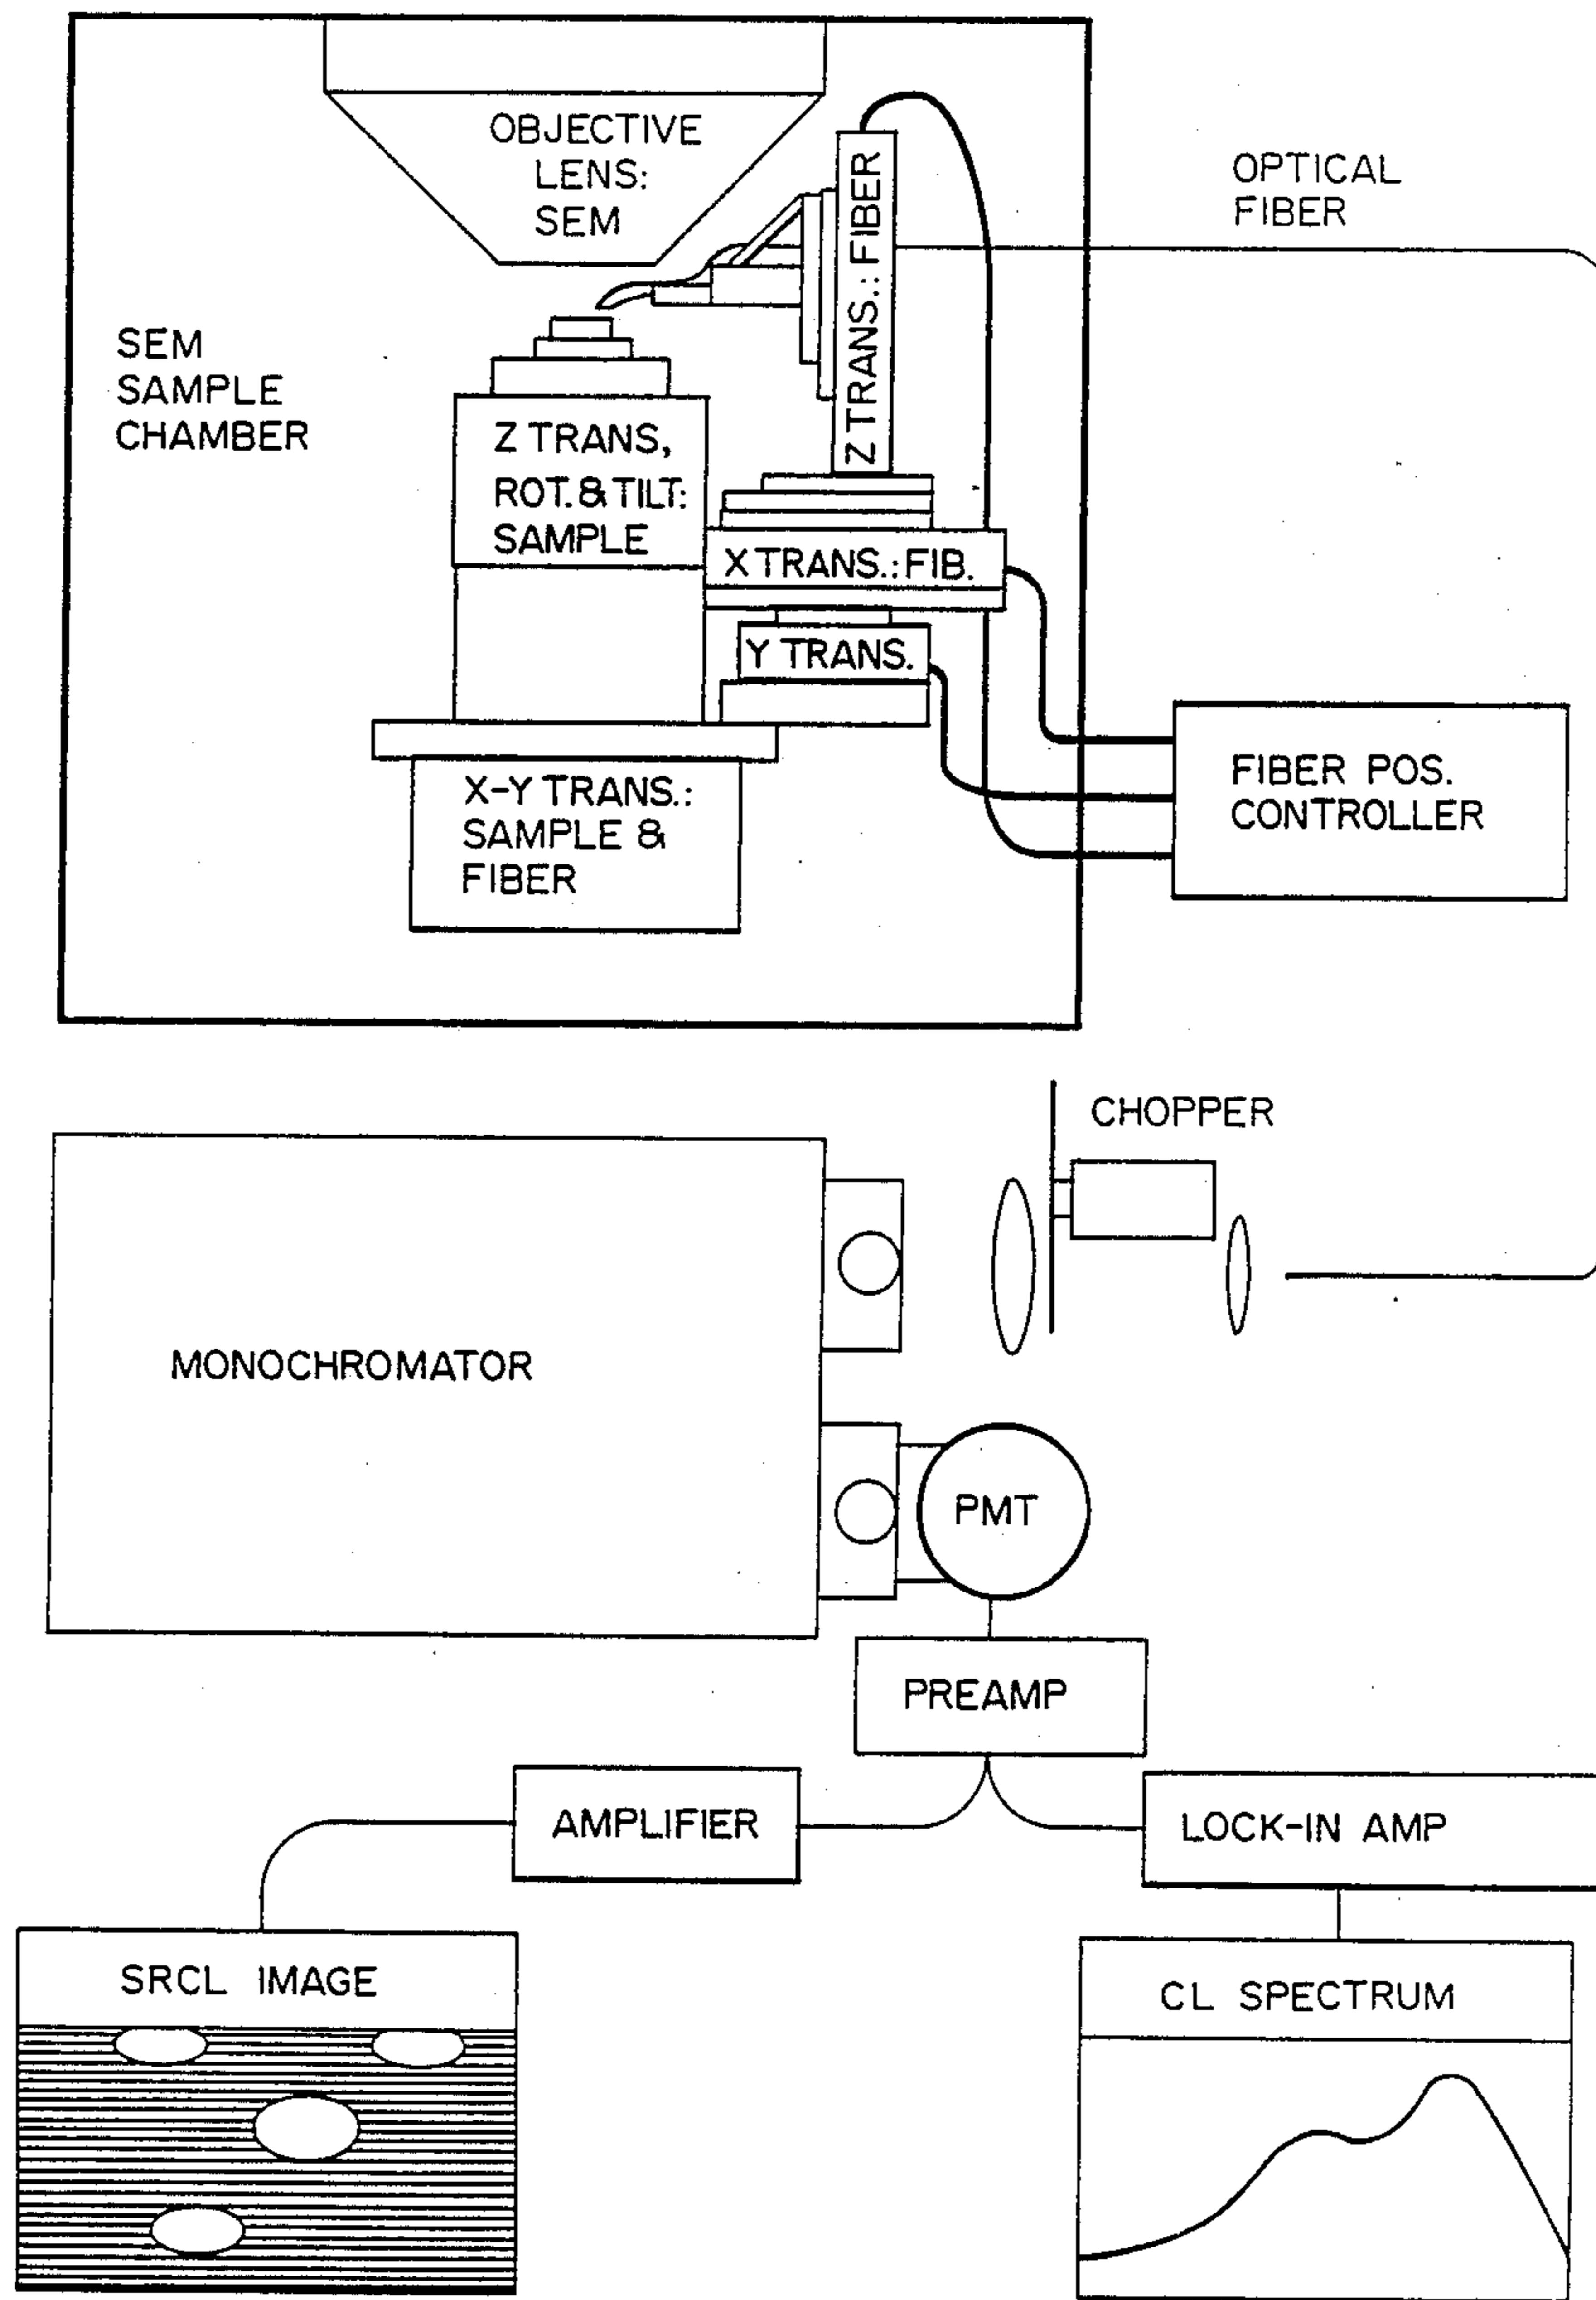 OBJECTIVE
LENS:
SEM
Z TRANS.: FIBER
OPTICAL
FIBER
SEM
SAMPLE
CHAMBER
Z TRANS,
ROT. & TILT:
SAMPLE
X TRANS.: FIB.
Y TRANS.
X-Y TRANS.:
SAMPLE &
FIBER
FIBER POS.
CONTROLLER
CHOPPER
MONOCHROMATOR
PMT
PREAMP
AMPLIFIER
LOCK-IN AMP
SRCL IMAGE
CL SPECTRUM